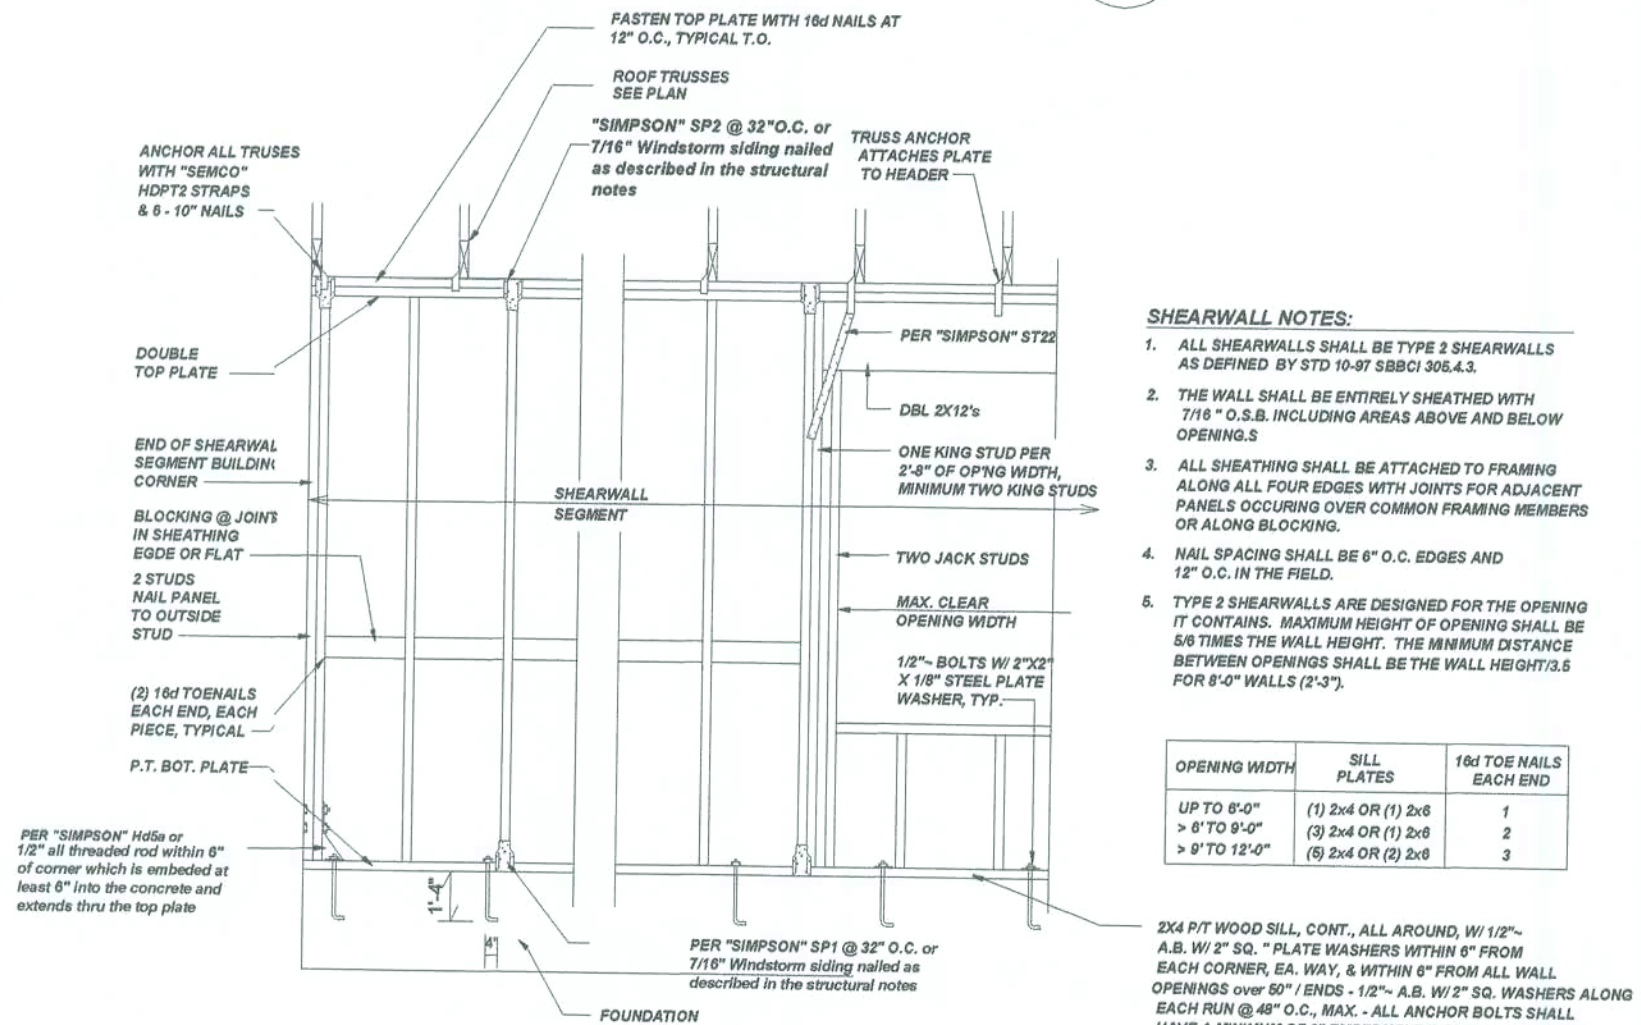 FASTEN TOP PLATE WITH 16d NAILS AT
12" O.C., TYPICAL T.O.
ROOF TRUSSES
SEE PLAN
"SIMPSON" SP2 @ 32"O.C. or
7/16" Windstorm siding nailed
as described in the structural
notes
TRUSS ANCHOR
ATTACHES PLATE
TO HEADER
ANCHOR ALL TRUSES
WITH "SEMCO"
HDPT2 STRAPS
& 6 - 10" NAILS
DOUBLE
TOP PLATE
END OF SHEARWAL
SEGMENT BUILDIN
CORNER
BLOCKING @ JOINTS
IN SHEATHING
EGDE OR FLAT
2 STUDS
NAIL PANEL
TO OUTSIDE
STUD
(2) 16d TOENAILS
EACH END, EACH
PIECE, TYPICAL
P.T. BOT. PLATE
PER "SIMPSON" Hd5a or
1/2" all threaded rod within 6"
of corner which is embeded at
least 6" into the concrete and
extends thru the top plate
SHEARWALL
SEGMENT
PER "SIMPSON" ST22
DBL 2X12's
ONE KING STUD PER
2'-8" OF OP'NG WIDTH,
MINIMUM TWO KING STUDS
TWO JACK STUDS
MAX. CLEAR
OPENING WIDTH
1/2"~ BOLTS W/ 2"X2"
X 1/8" STEEL PLATE
WASHER, TYP.
1'-4"
4"
PER "SIMPSON" SP1 @ 32" O.C. or
7/16" Windstorm siding nailed as
described in the structural notes
FOUNDATION
SHEARWALL NOTES:
1. ALL SHEARWALLS SHALL BE TYPE 2 SHEARWALLS
AS DEFINED BY STD 10-97 SBBCI 305.4.3.
2. THE WALL SHALL BE ENTIRELY SHEATHED WITH
7/16 " O.S.B. INCLUDING AREAS ABOVE AND BELOW
OPENING.S
3. ALL SHEATHING SHALL BE ATTACHED TO FRAMING
ALONG ALL FOUR EDGES WITH JOINTS FOR ADJACENT
PANELS OCCURING OVER COMMON FRAMING MEMBERS
OR ALONG BLOCKING.
4. NAIL SPACING SHALL BE 6" O.C. EDGES AND
12" O.C. IN THE FIELD.
5. TYPE 2 SHEARWALLS ARE DESIGNED FOR THE OPENING
IT CONTAINS. MAXIMUM HEIGHT OF OPENING SHALL BE
5/6 TIMES THE WALL HEIGHT. THE MINIMUM DISTANCE
BETWEEN OPENINGS SHALL BE THE WALL HEIGHT/3.5
FOR 8'-0" WALLS (2'-3").
OPENING WIDTH SILL PLATES 16d TOE NAILS EACH END
UP TO 6'-0" (1) 2x4 OR (1) 2x6 1
> 6' TO 9'-0" (3) 2x4 OR (1) 2x6 2
> 9' TO 12'-0" (5) 2x4 OR (2) 2x6 3
2X4 P/T WOOD SILL, CONT., ALL AROUND, W/ 1/2"~
A.B. W/ 2" SQ. " PLATE WASHERS WITHIN 6" FROM
EACH CORNER, EA. WAY, & WITHIN 6" FROM ALL WALL
OPENINGS over 50" / ENDS - 1/2"~ A.B. W/ 2" SQ. WASHERS ALONG
EACH RUN @ 48" O.C., MAX. - ALL ANCHOR BOLTS SHALL